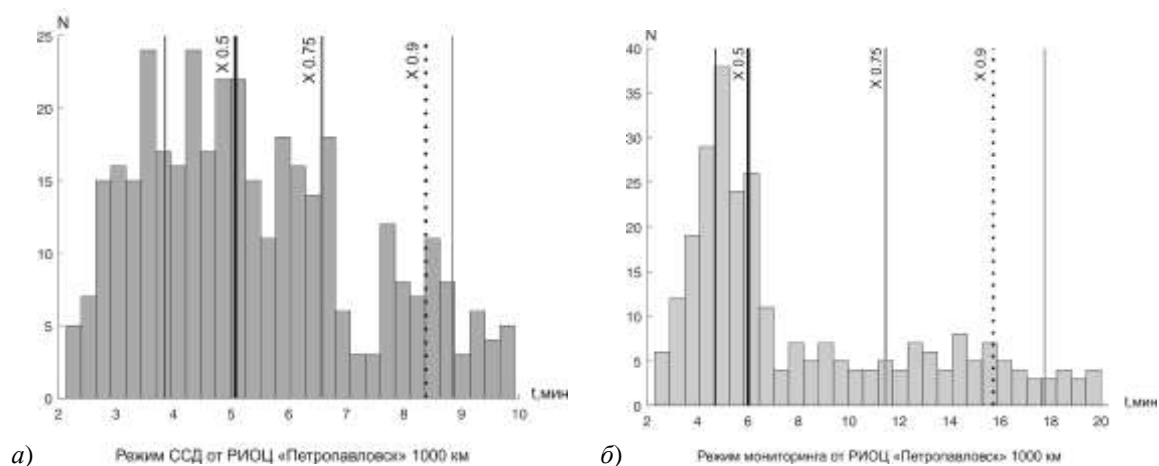 N
25
20
15
10
5
0
X 0.5
X 0.75
X 0.9
2 3 4 5 6 7 8 9 10
t,мин
а) Режим ССД от РИОЦ «Петропавловск» 1000 км
N
40
35
30
25
20
15
10
5
0
X 0.5
X 0.75
X 0.9
2 4 6 8 10 12 14 16 18 20
t,мин
б) Режим мониторинга от РИОЦ «Петропавловск» 1000 км